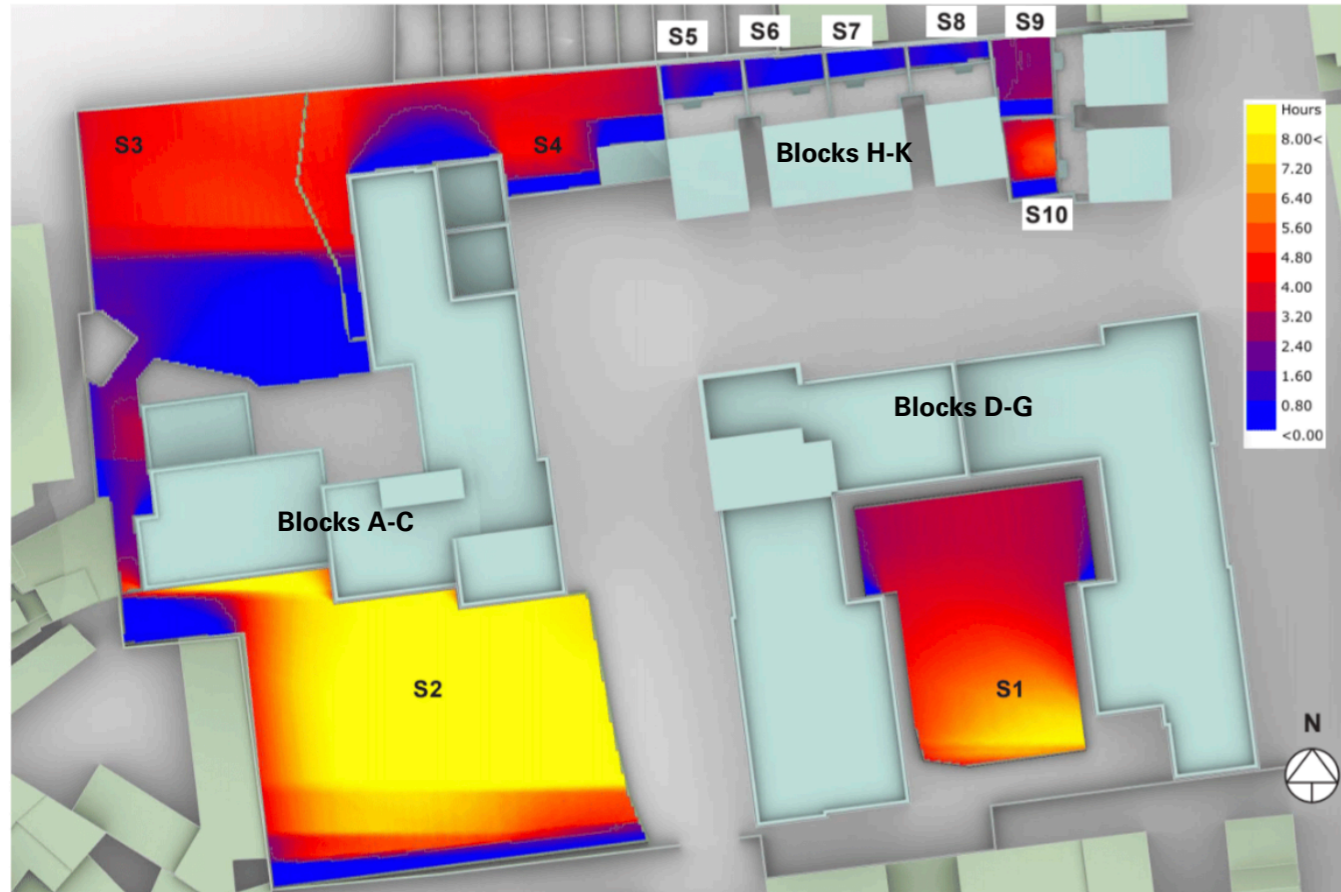 S5
S6
S7
S8
S9
S3
S4
Blocks H-K
S10
Hours
8.00<
7.20
6.40
5.60
4.80
4.00
3.20
2.40
1.60
0.80
<0.00
Blocks D-G
Blocks A-C
S2
S1
N